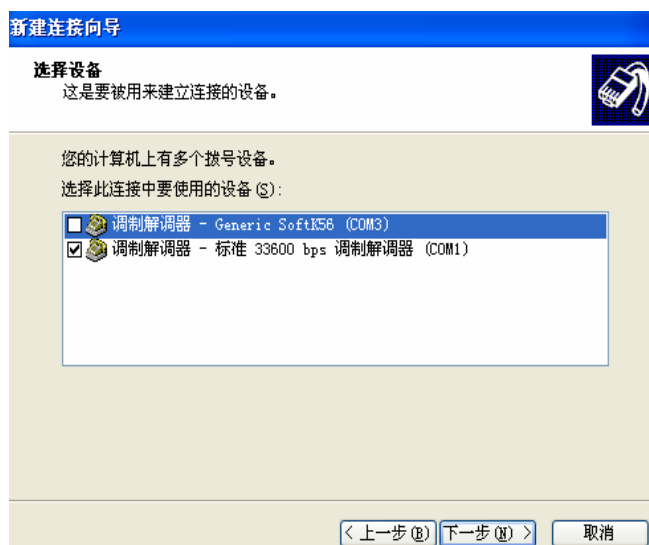 新建连接向导
选择设备
这是要被用来建立连接的设备。
您的计算机上有多个拨号设备。
选择此连接中要使用的设备(S):
调制解调器 - Generic SoftK56 (COM3)
调制解调器 - 标准 33600 bps 调制解调器 (COM1)
< 上一步(B) 下一步(N) > 取消